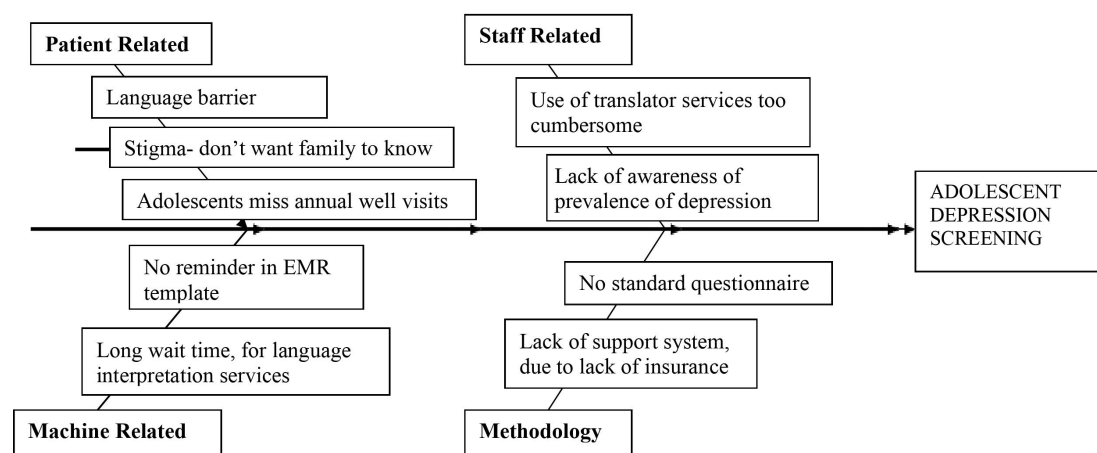 Patient Related
Language barrier
Stigma- don’t want family to know
Adolescents miss annual well visits
Staff Related
Use of translator services too
cumbersome
Lack of awareness of
prevalence of depression
ADOLESCENT
DEPRESSION
SCREENING
No reminder in EMR
template
Long wait time, for language
interpretation services
Machine Related
No standard questionnaire
Lack of support system,
due to lack of insurance
Methodology